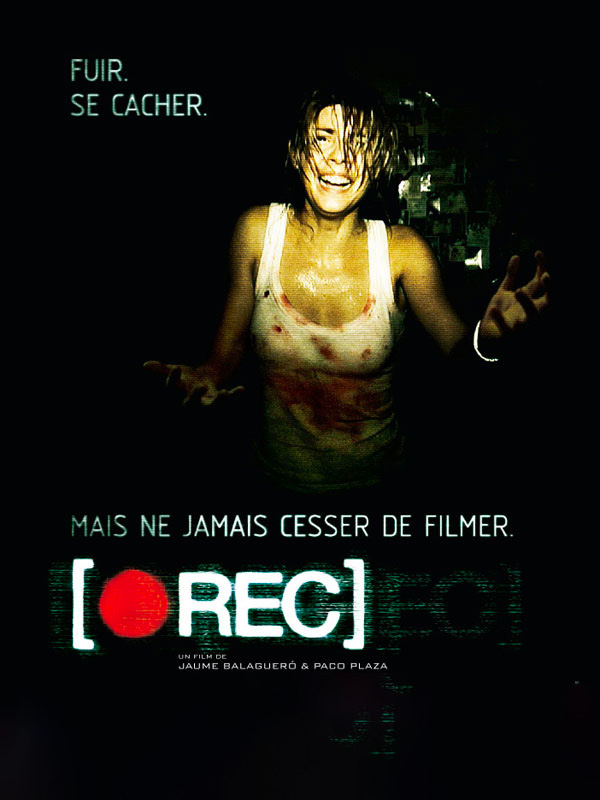 FUIR.
SE CACHER.
MAIS NE JAMAIS CESSER DE FILMER.
[REC]
UN FILM DE
JAUME BALAGUERÓ & PACO PLAZA